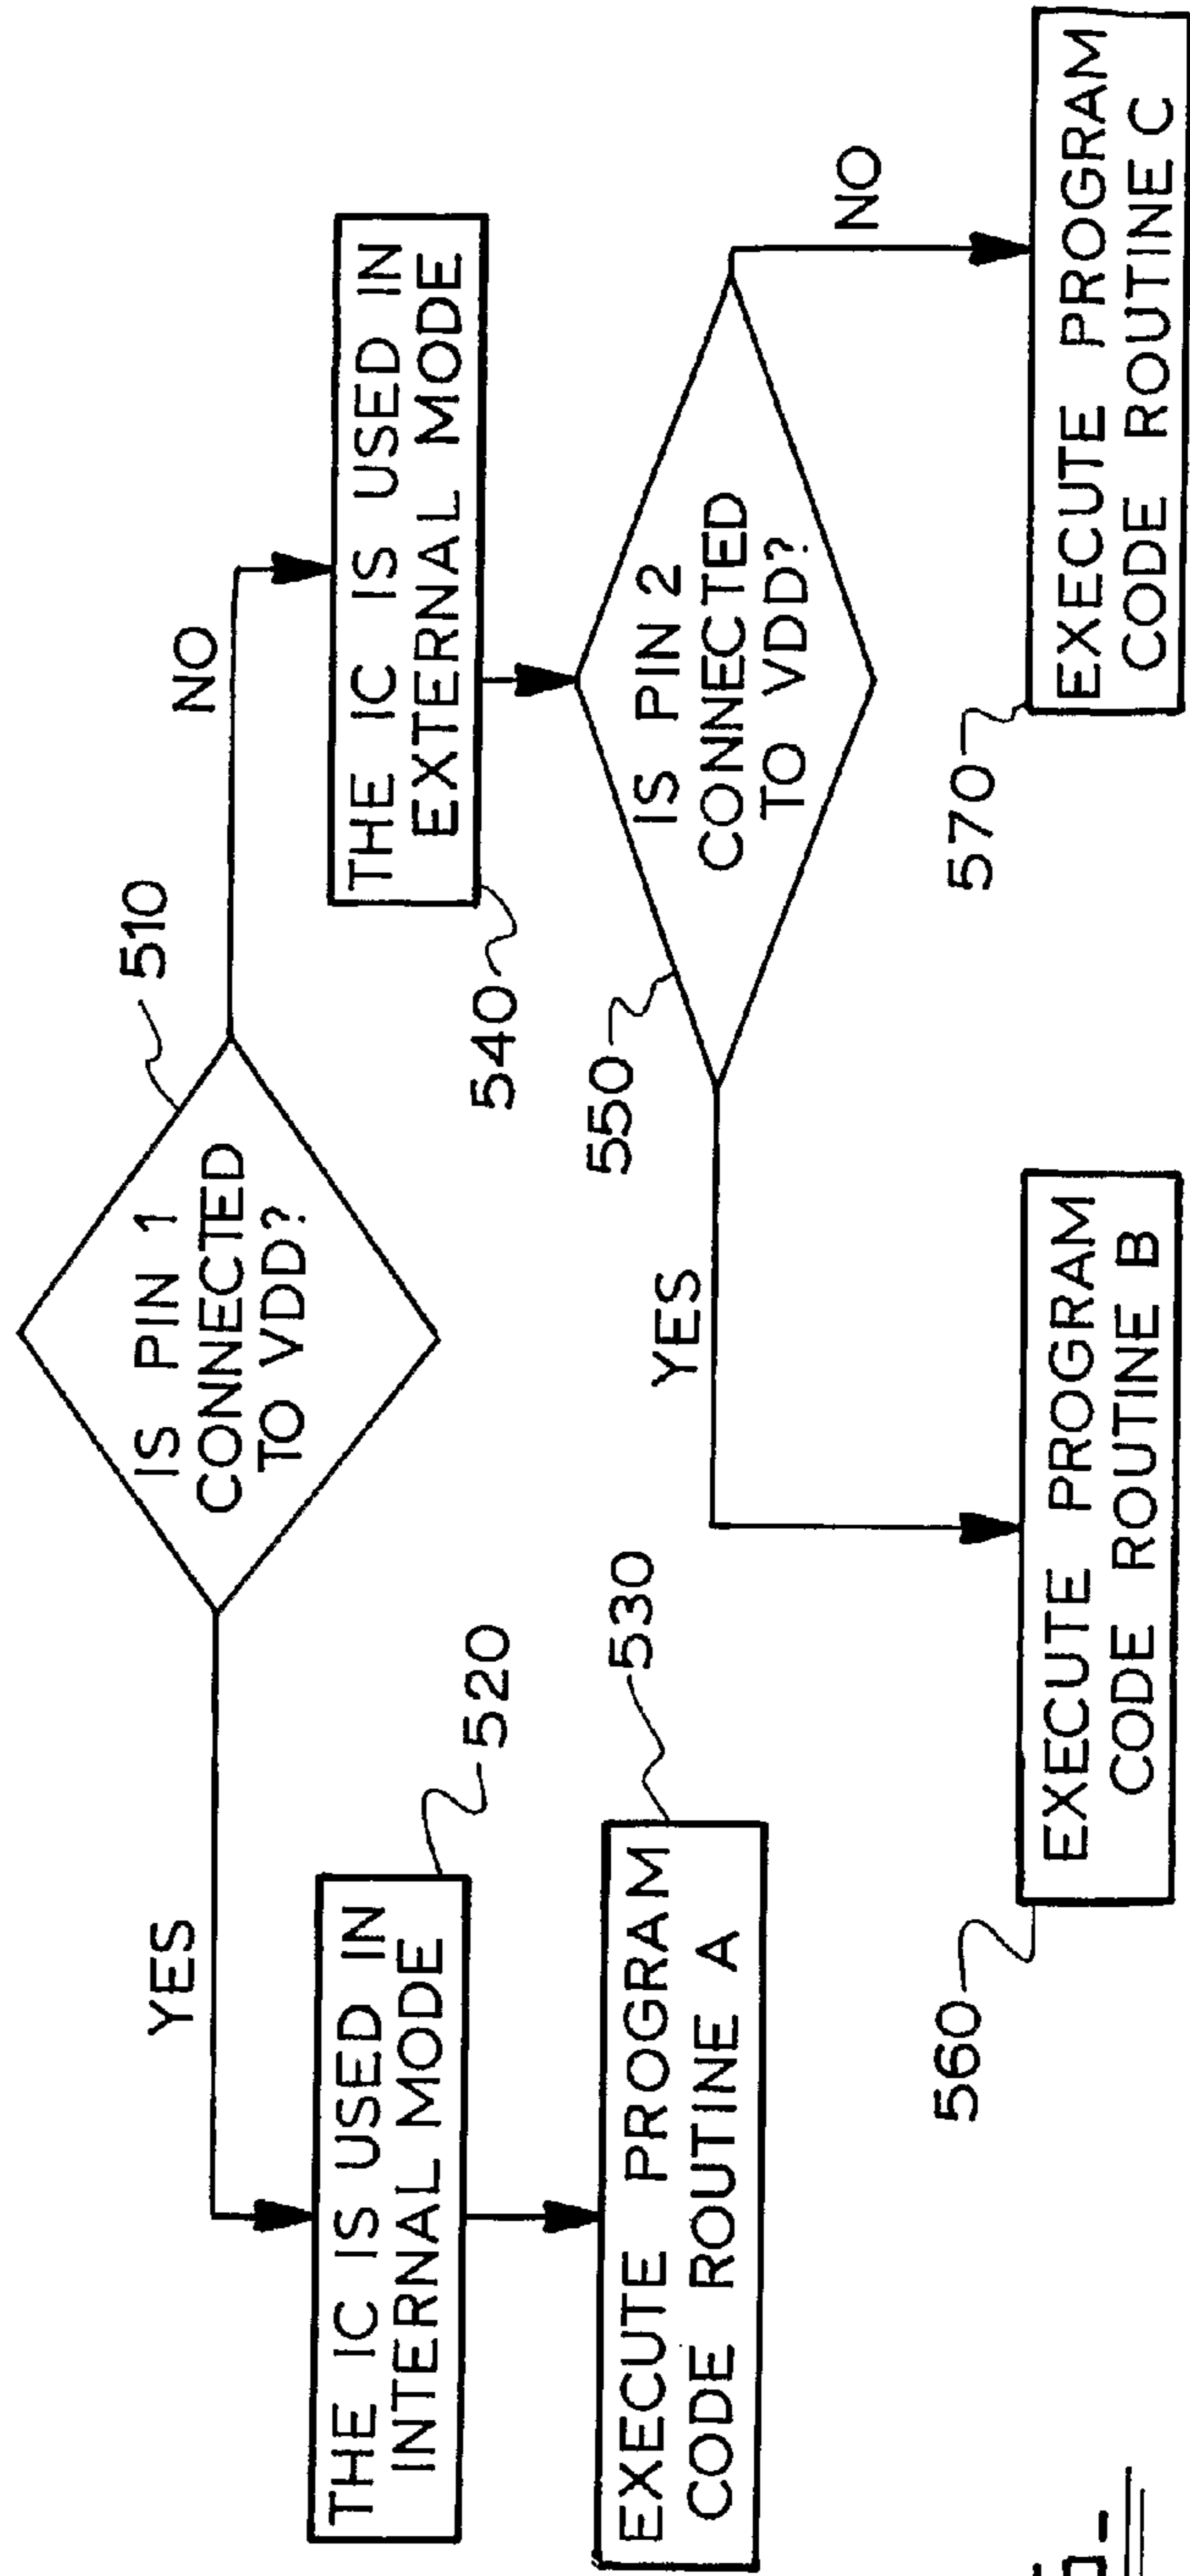 510
IS PIN 1
CONNECTED
TO VDD?
YES
NO
THE IC IS USED IN
INTERNAL MODE
520
THE IC IS USED IN
EXTERNAL MODE
540
EXECUTE PROGRAM
CODE ROUTINE A
530
550
IS PIN 2
CONNECTED
TO VDD?
YES
NO
560
EXECUTE PROGRAM
CODE ROUTINE B
570
EXECUTE PROGRAM
CODE ROUTINE C